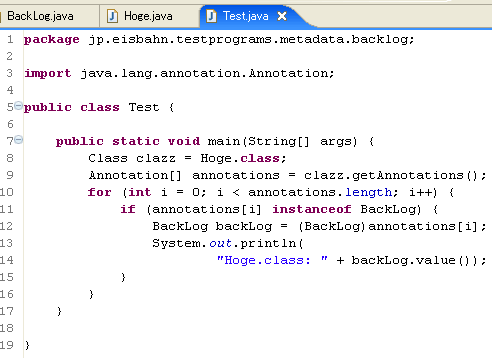 BackLog.java Hoge.java Test.java
1 package jp.eisbahn.testprograms.metadata.backlog;
2
3 import java.lang.annotation.Annotation;
4
5 public class Test {
6
7     public static void main(String[] args) {
8         Class clazz = Hoge.class;
9         Annotation[] annotations = clazz.getAnnotations();
10         for (int i = 0; i < annotations.length; i++) {
11             if (annotations[i] instanceof BackLog) {
12                 BackLog backLog = (BackLog)annotations[i];
13                 System.out.println(
14                         "Hoge.class: " + backLog.value());
15             }
16         }
17     }
18
19 }